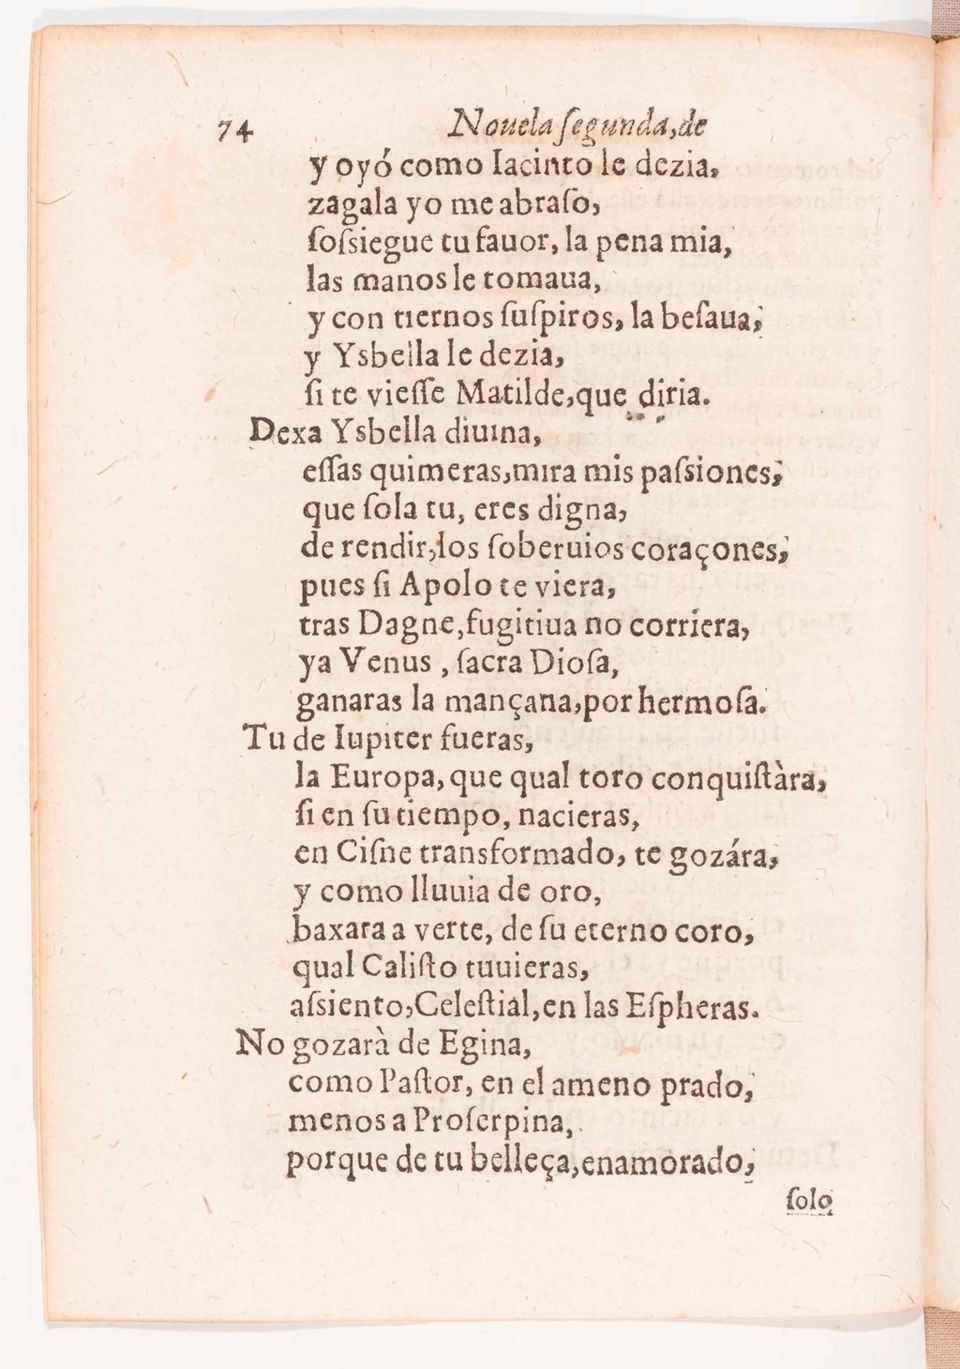 74 Nouela ſegunda,de
y oyó como Iacinto le dezia,
zagala yo me abraſo,
ſoſsiegue tu fauor, la pena mia,
las manos le tomaua,
y con tiernos ſuſpiros, la beſaua,
y Ysbella le dezia,
ſi te vieſſe Matilde,que diria.
Dexa Ysbella diuina,
eſſas quimeras,mira mis paſsiones,
que ſola tu, eres digna,
de rendir,los ſoberuios coraçones,
pues ſi Apolo te viera,
tras Dagne,fugitiua no corriera,
ya Venus , ſacra Dioſa,
ganaras la mançana,por hermoſa.
Tu de Iupiter fueras,
la Europa,que qual toro conquiſtàra,
ſi en ſu tiempo, nacieras,
en Ciſne transformado, te gozára,
y como lluuia de oro,
baxara a verte, de ſu eterno coro,
qual Caliſto tuuieras,
aſsiento,Celeſtial,en las Eſpheras.
No gozarà de Egina,
como Paſtor, en el ameno prado,
menos a Proſerpina,
porque de tu belleça,enamorado,
ſolo